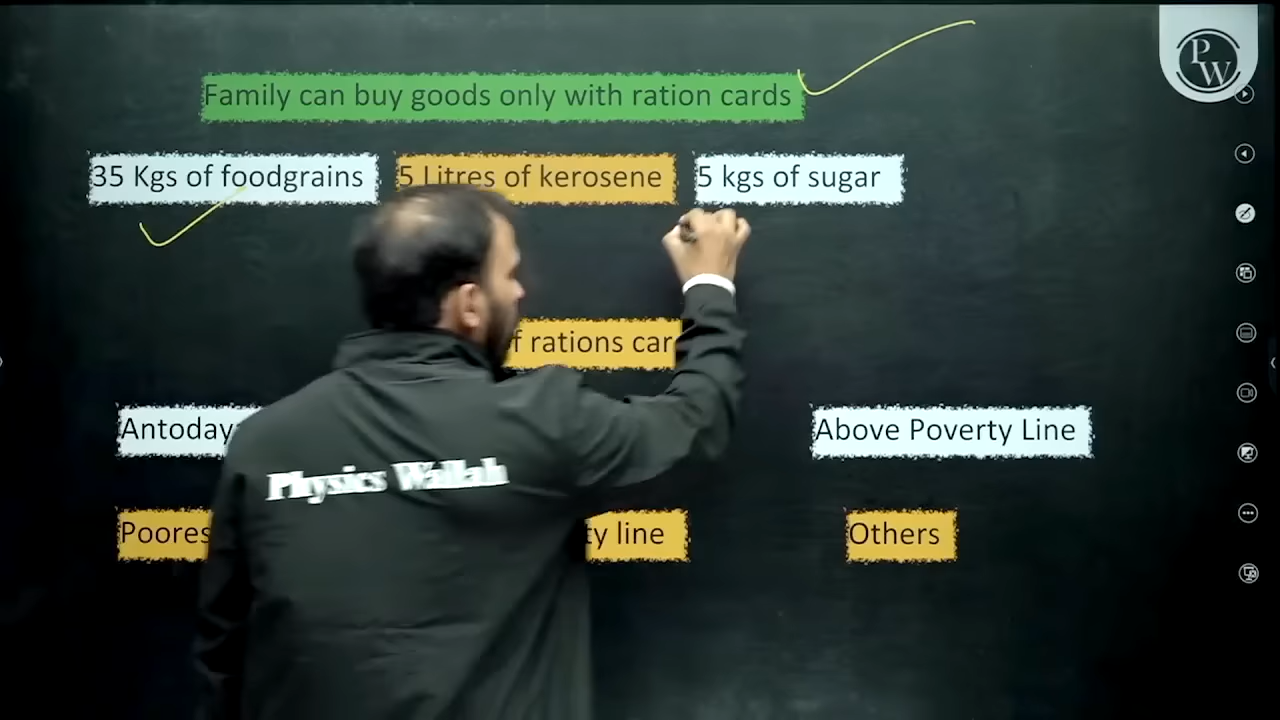 PW
Family can buy goods only with ration cards
35 Kgs of foodgrains
5 Litres of kerosene
5 kgs of sugar
f rations car
Antoday
Above Poverty Line
Physics Wallah
Poores
ty line
Others